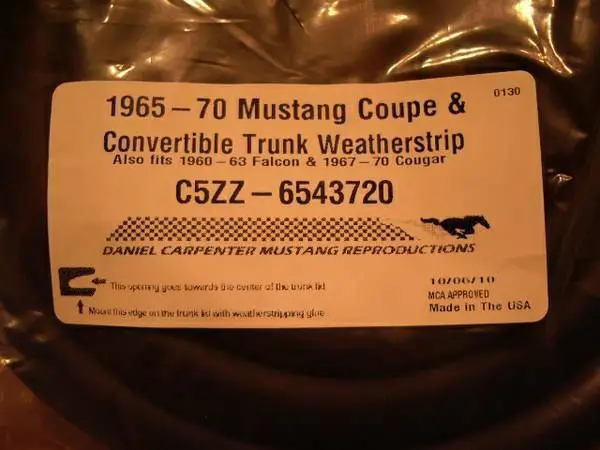 0130
1965 – 70 Mustang Coupe &
Convertible Trunk Weatherstrip
Also fits 1960 – 63 Falcon & 1967 – 70 Cougar
C5ZZ – 6543720
DANIEL CARPENTER MUSTANG REPRODUCTIONS
This opening goes towards the center of the trunk lid
Mount this edge on the trunk lid with weatherstripping glue
10/06/10
MCA APPROVED
Made in The USA